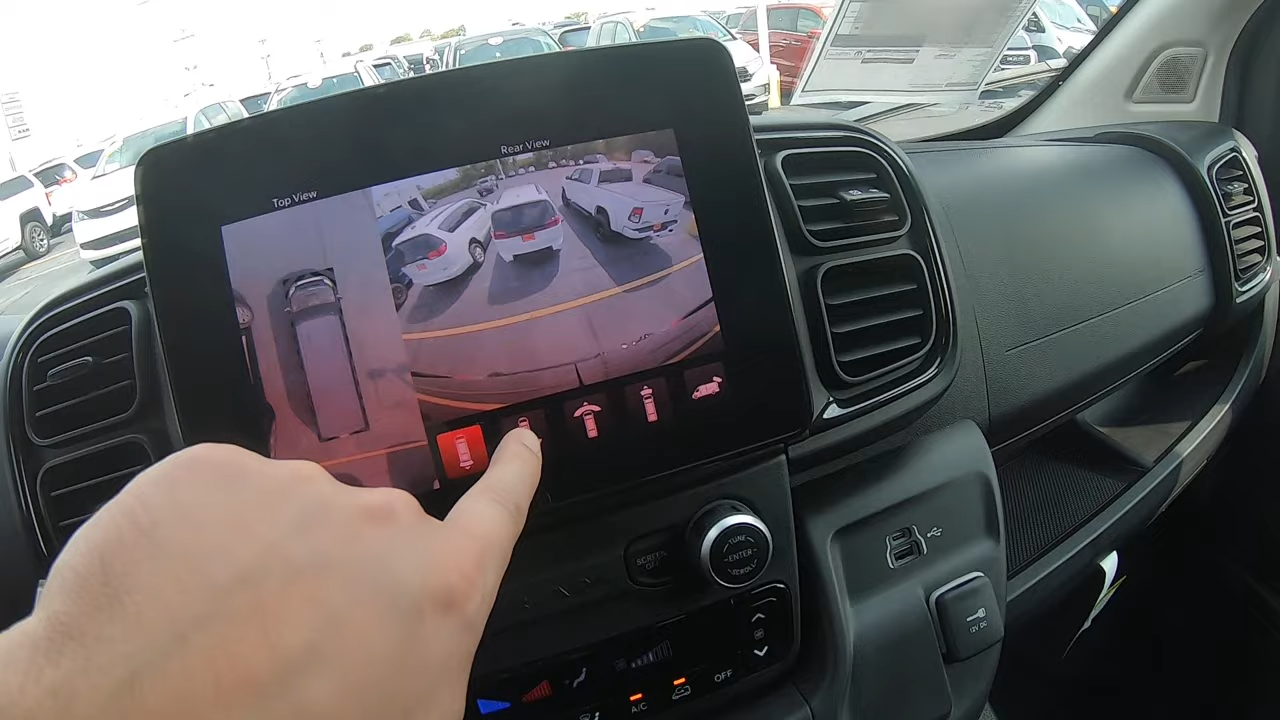 Rear View
Top View
SCREEN
OFF
TUNE
ENTER
SCROLL
12V DC
OFF
A/C